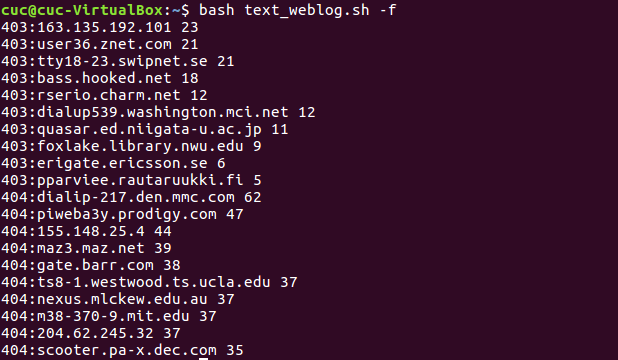 cuc@cuc-VirtualBox:~$ bash text_weblog.sh -f
403:163.135.192.101 23
403:user36.znet.com 21
403:tty18-23.swipnet.se 21
403:bass.hooked.net 18
403:rserio.charm.net 12
403:dialup539.washington.mci.net 12
403:quasar.ed.niigata-u.ac.jp 11
403:foxlake.library.nwu.edu 9
403:erigate.ericsson.se 6
403:pparviee.rautaruukki.fi 5
404:dialip-217.den.mmc.com 62
404:piweba3y.prodigy.com 47
404:155.148.25.4 44
404:maz3.maz.net 39
404:gate.barr.com 38
404:ts8-1.westwood.ts.ucla.edu 37
404:nexus.mlckew.edu.au 37
404:m38-370-9.mit.edu 37
404:204.62.245.32 37
404:scooter.pa-x.dec.com 35